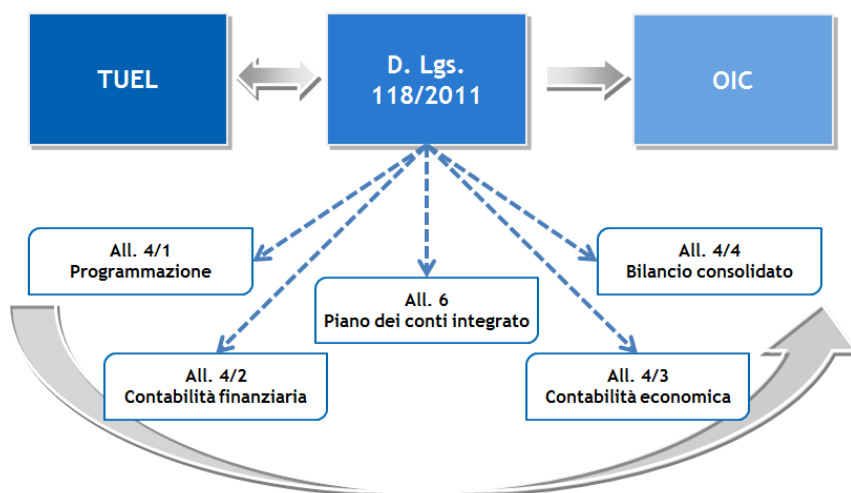 TUEL
D. Lgs.
118/2011
OIC
All. 4/1
Programmazione
All. 4/4
Bilancio consolidato
All. 6
Piano dei conti integrato
All. 4/2
Contabilità finanziaria
All. 4/3
Contabilità economica